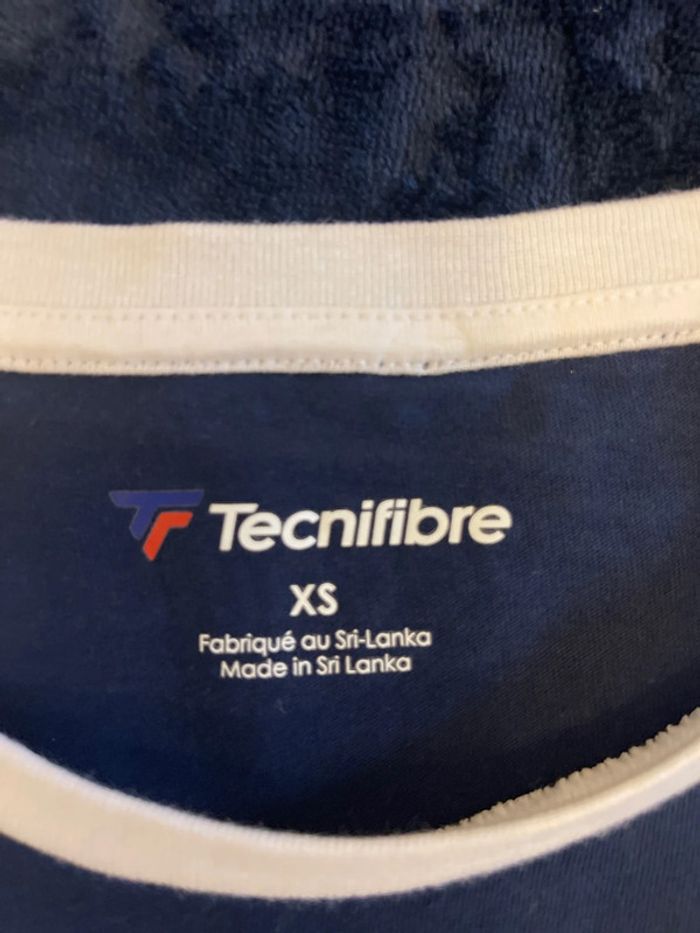 Tecnifibre
XS
Fabriqué au Sri-Lanka
Made in Sri Lanka